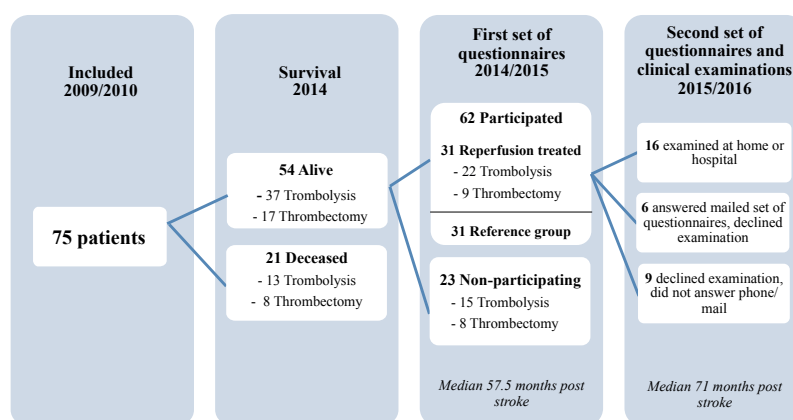 Included
2009/2010
75 patients
Survival
2014
54 Alive
- 37 Trombolysis
- 17 Thrombectomy
21 Deceased
- 13 Trombolysis
- 8 Thrombectomy
First set of
questionnaires
2014/2015
62 Participated
31 Reperfusion treated
- 22 Trombolysis
- 9 Thrombectomy
31 Reference group
23 Non-participating
- 15 Trombolysis
- 8 Thrombectomy
Median 57.5 months post
stroke
Second set of
questionnaires and
clinical examinations
2015/2016
16 examined at home or
hospital
6 answered mailed set of
questionnaires, declined
examination
9 declined examination,
did not answer phone/
mail
Median 71 months post
stroke